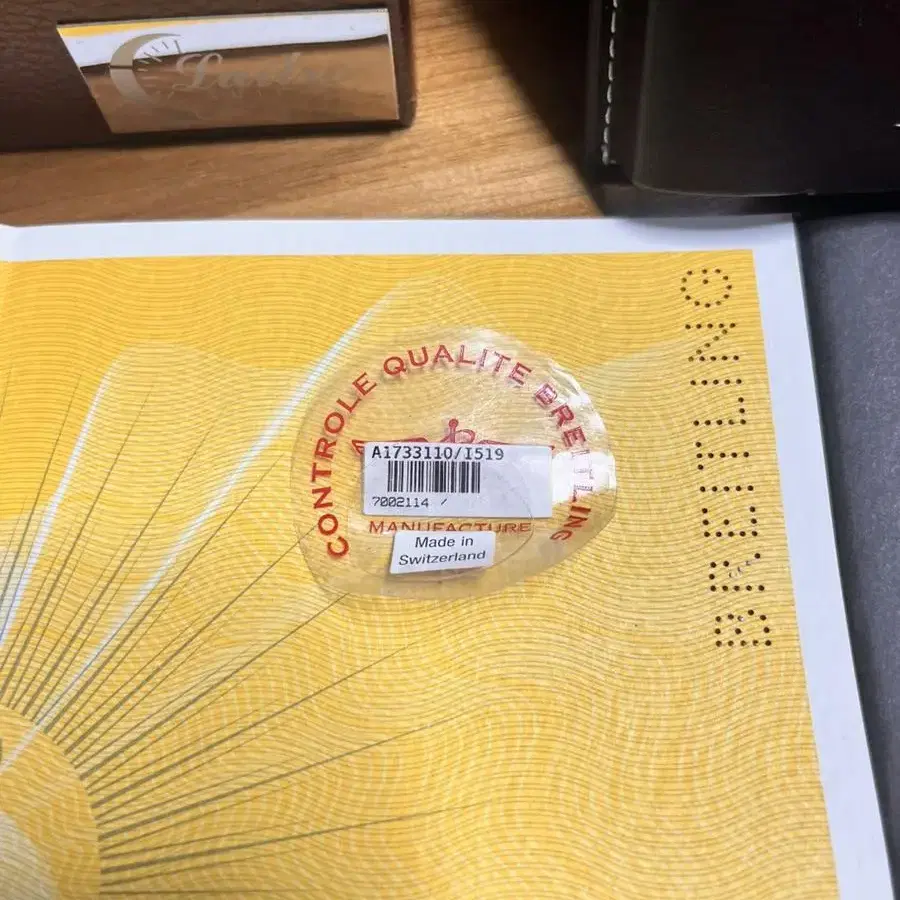 CONTROLE QUALITE BREITLING
A1733110/I519
7002114 /
MANUFACTURE
Made in
Switzerland
BREITLING